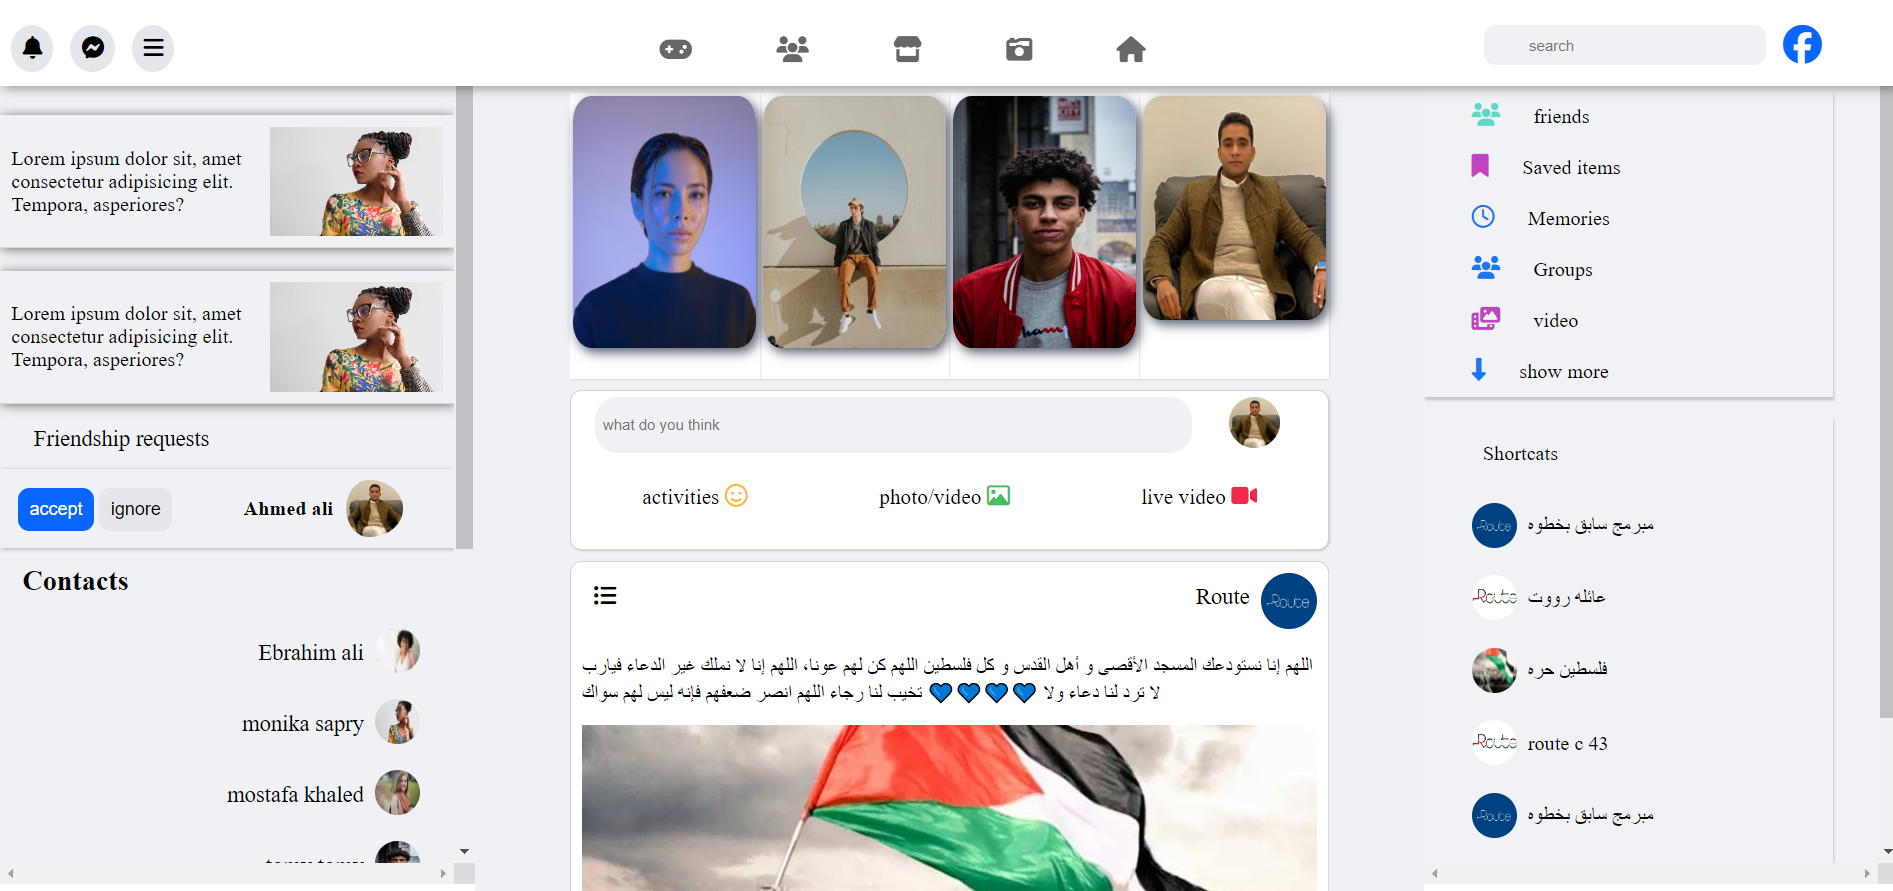 search
Lorem ipsum dolor sit, amet
consectetur adipisicing elit.
Tempora, asperiores?
Lorem ipsum dolor sit, amet
consectetur adipisicing elit.
Tempora, asperiores?
Friendship requests
accept
ignore
Ahmed ali
Contacts
Ebrahim ali
monika sapry
mostafa khaled
what do you think
activities
photo/video
live video
Route
Route
اللهم إنا نستودعك المسجد الأقصى و أهل القدس و كل فلسطين اللهم كن لهم عونا، اللهم إنا لا نملك غير الدعاء فيارب
لا ترد لنا دعاء ولا 💙💙💙💙 تخيب لنا رجاء اللهم انصر ضعفهم فإنه ليس لهم سواك
friends
Saved items
Memories
Groups
video
show more
Shortcats
Route
مبرمج سابق بخطوه
Route
عائله رووت
فلسطين حره
Route
route c 43
Route
مبرمج سابق بخطوه